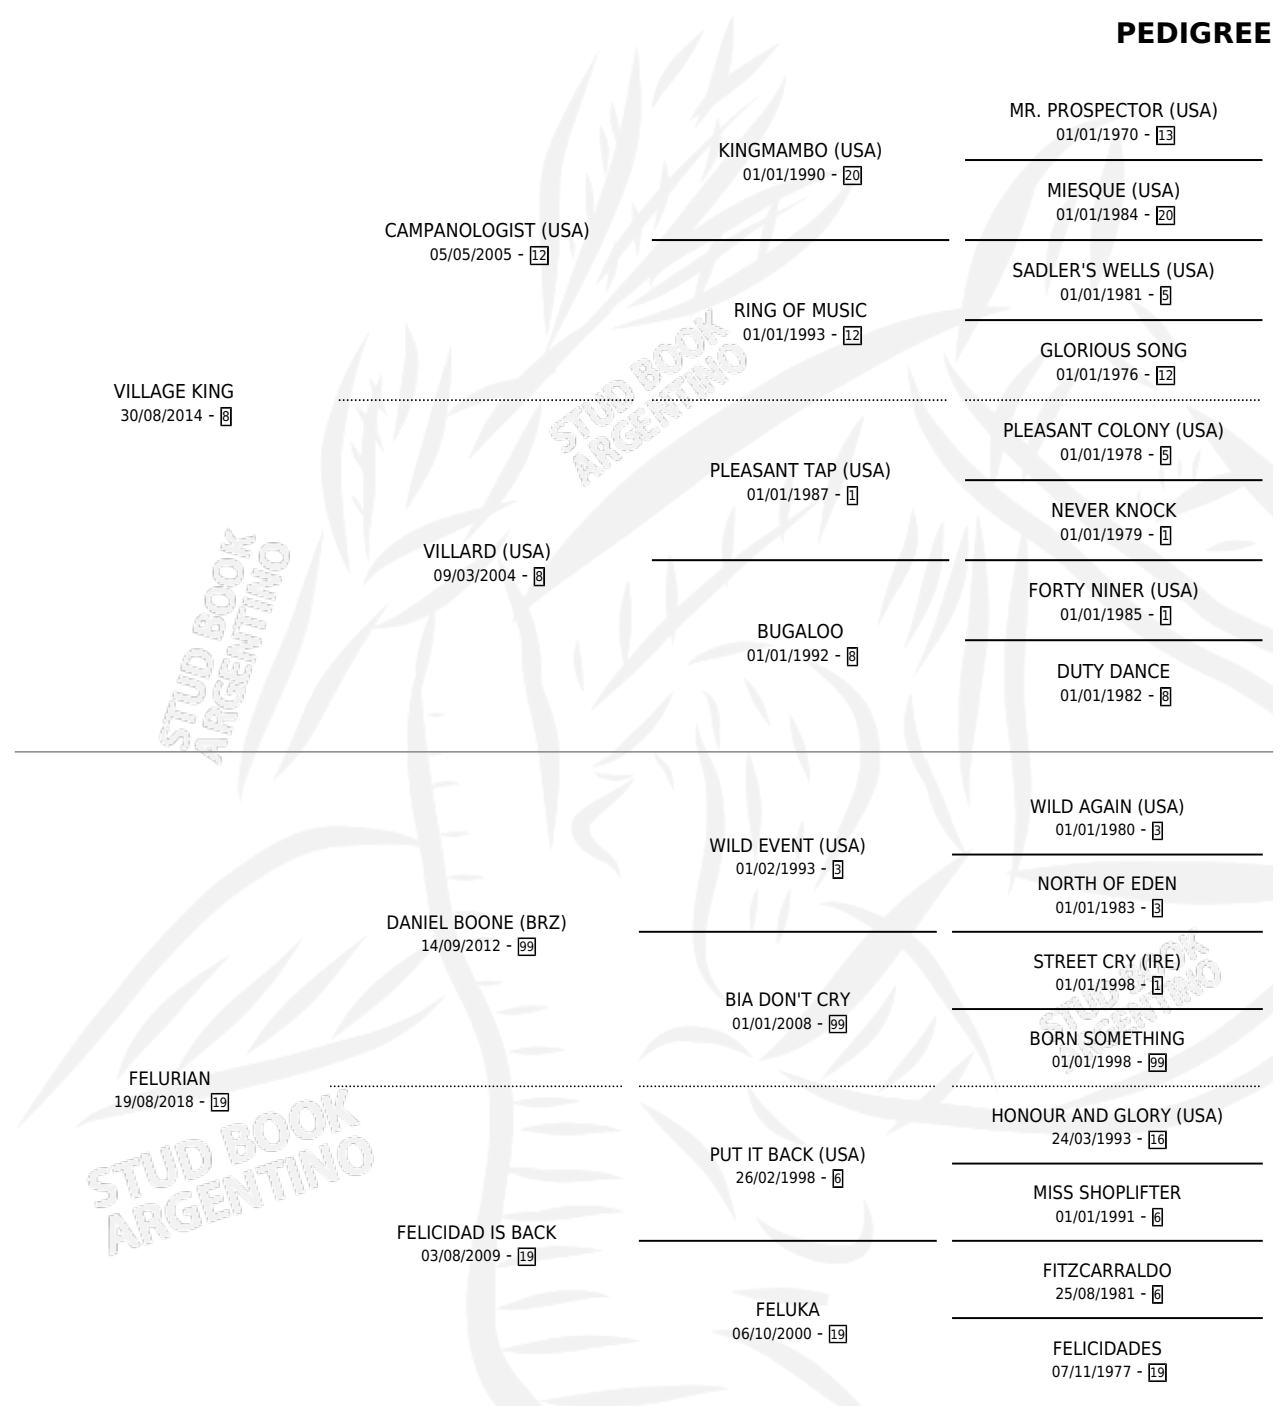 PEDIGREE
MR. PROSPECTOR (USA)
01/01/1970 - 13
KINGMAMBO (USA)
01/01/1990 - 20
MIESQUE (USA)
01/01/1984 - 20
CAMPANOLOGIST (USA)
05/05/2005 - 12
SADLER'S WELLS (USA)
01/01/1981 - 5
RING OF MUSIC
01/01/1993 - 12
GLORIOUS SONG
01/01/1976 - 12
VILLAGE KING
30/08/2014 - 8
STUD BOOK
ARGENTINO
PLEASANT COLONY (USA)
01/01/1978 - 5
PLEASANT TAP (USA)
01/01/1987 - 1
NEVER KNOCK
01/01/1979 - 1
VILLARD (USA)
09/03/2004 - 8
FORTY NINER (USA)
01/01/1985 - 1
BUGALOO
01/01/1992 - 8
DUTY DANCE
01/01/1982 - 8
STUD BOOK
ARGENTINO
WILD AGAIN (USA)
01/01/1980 - 3
WILD EVENT (USA)
01/02/1993 - 3
NORTH OF EDEN
01/01/1983 - 3
DANIEL BOONE (BRZ)
14/09/2012 - 99
STREET CRY (IRE)
01/01/1998 - 1
BIA DON'T CRY
01/01/2008 - 99
BORN SOMETHING
01/01/1998 - 99
STUD BOOK
ARGENTINO
FELURIAN
19/08/2018 - 19
HONOUR AND GLORY (USA)
24/03/1993 - 16
PUT IT BACK (USA)
26/02/1998 - 6
MISS SHOPLIFTER
01/01/1991 - 6
STUD BOOK
ARGENTINO
FELICIDAD IS BACK
03/08/2009 - 19
FITZCARRALDO
25/08/1981 - 6
FELUKA
06/10/2000 - 19
FELICIDADES
07/11/1977 - 19